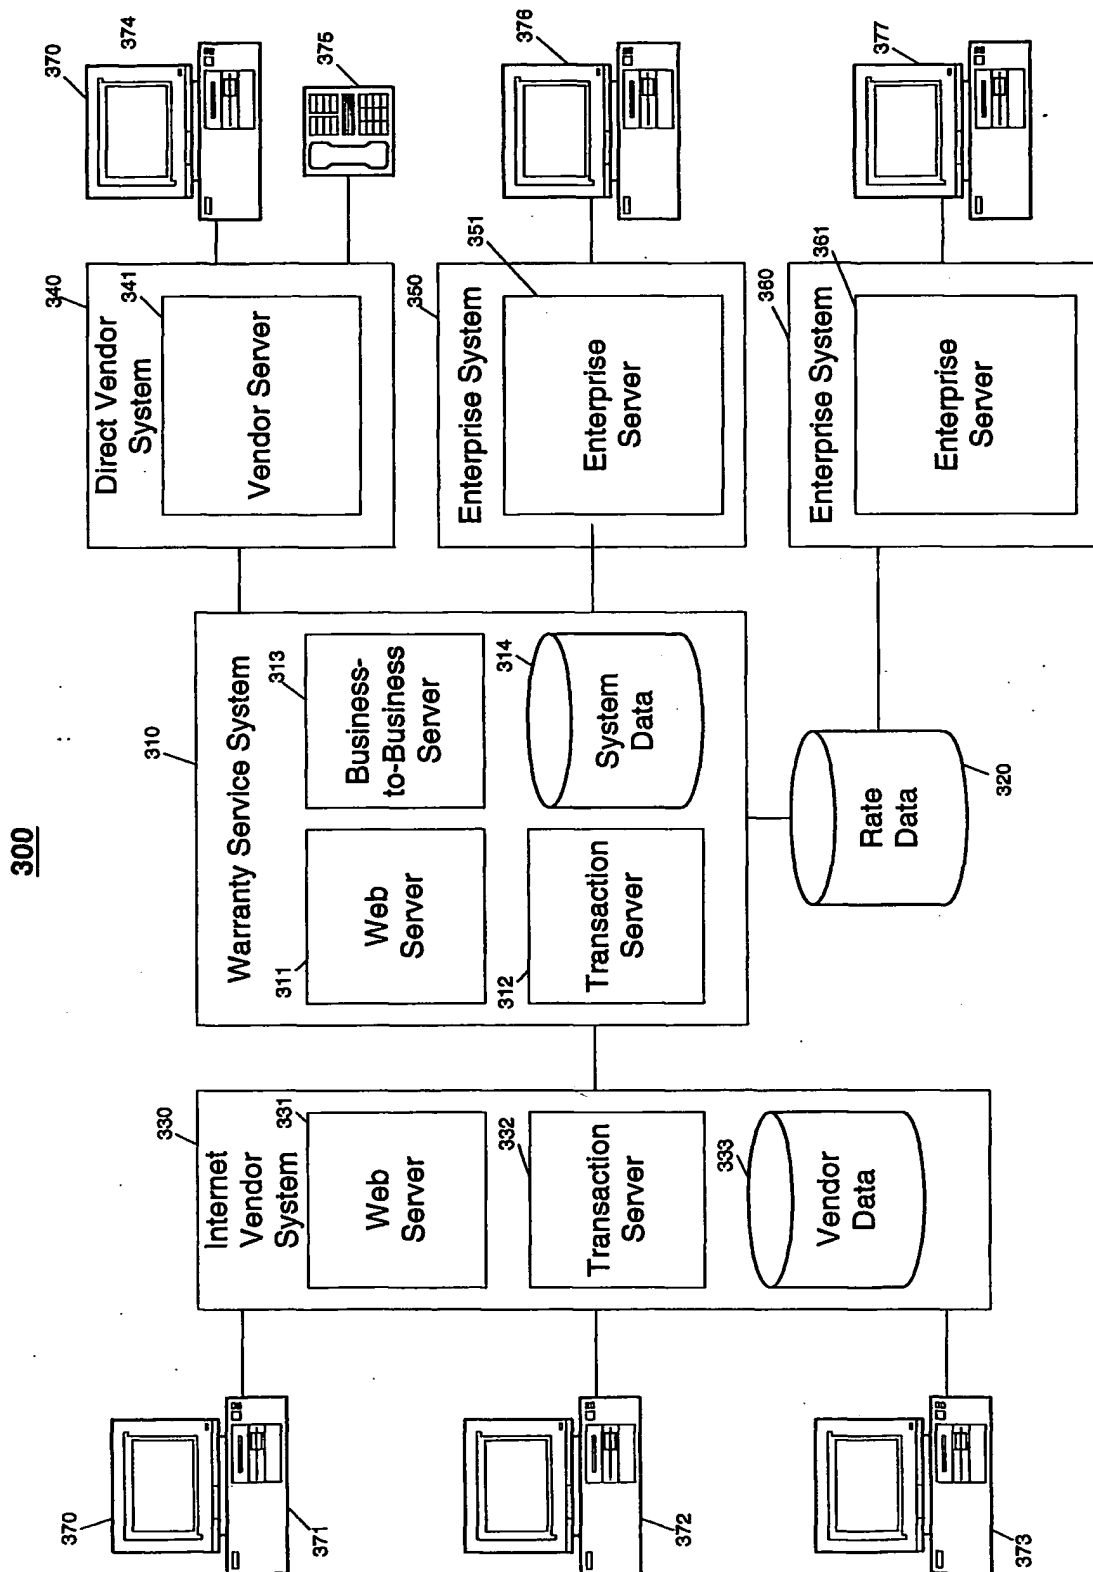 300
370
371
372
373
330
Internet
Vendor
System
331
Web
Server
332
Transaction
Server
333
Vendor
Data
310
Warranty Service System
311
Web
Server
313
Business-
to-Business
Server
312
Transaction
Server
314
System
Data
Rate
Data
320
340
Direct Vendor
System
341
Vendor Server
350
Enterprise System
351
Enterprise
Server
360
Enterprise System
361
Enterprise
Server
370
374
375
376
377